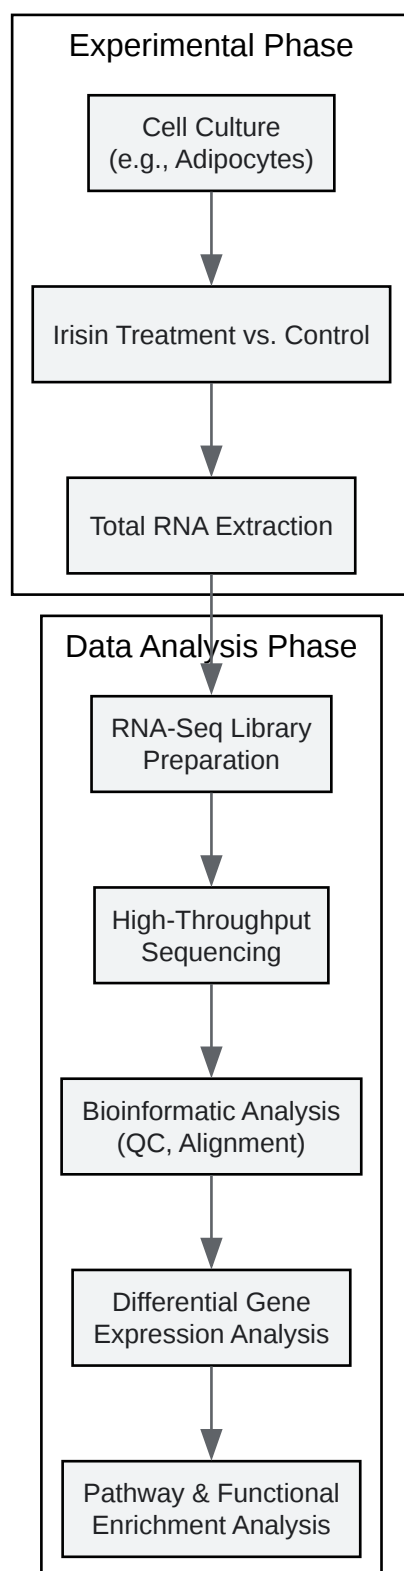 Experimental Phase
Cell Culture
(e.g., Adipocytes)
Irisin Treatment vs. Control
Total RNA Extraction
Data Analysis Phase
RNA-Seq Library
Preparation
High-Throughput
Sequencing
Bioinformatic Analysis
(QC, Alignment)
Differential Gene
Expression Analysis
Pathway & Functional
Enrichment Analysis